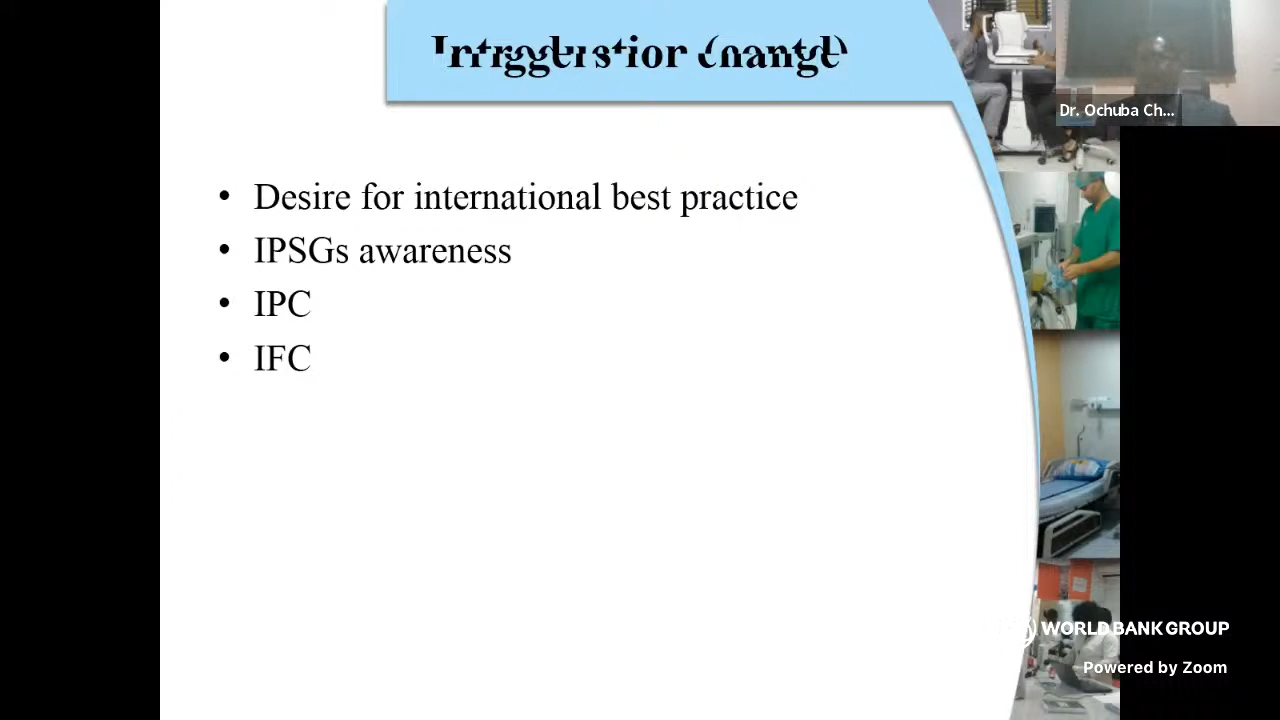 Dr. Ochuba Ch...
• Desire for international best practice
• IPSGs awareness
• IPC
• IFC
WORLD BANK GROUP
Powered by Zoom